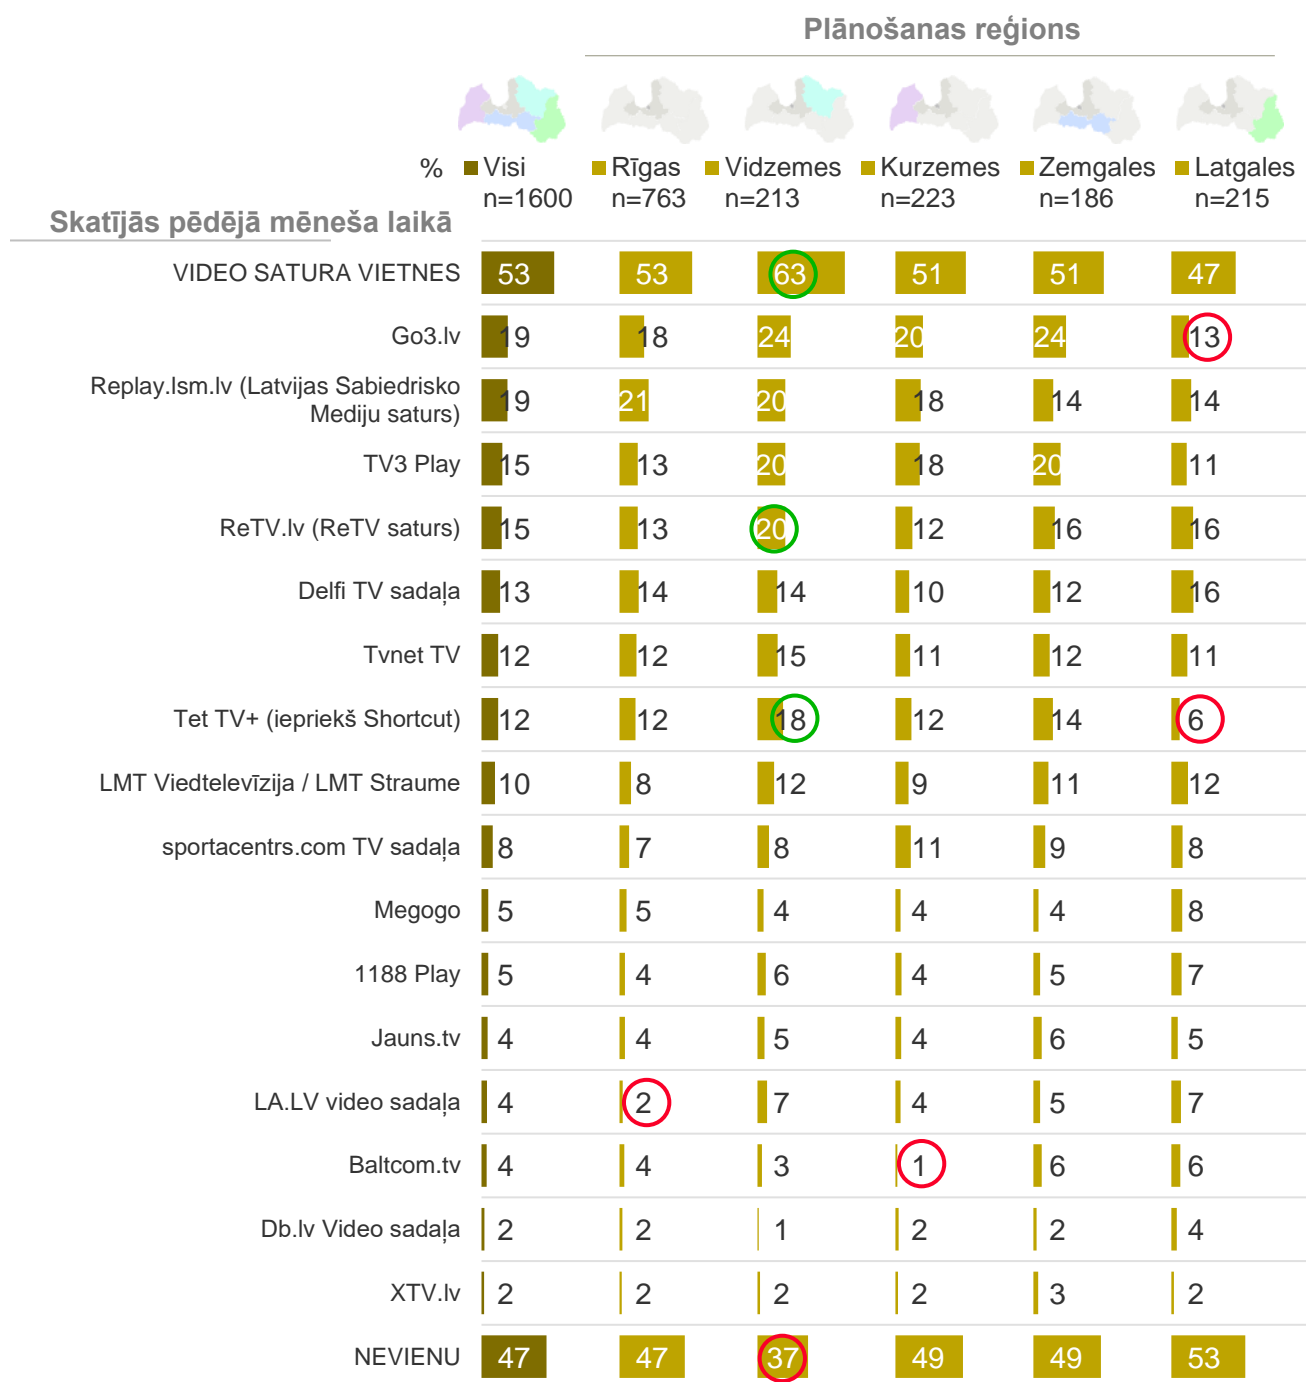 Plānošanas reģions
% Visi Rīgas Vidzemes Kurzemes Zemgales Latgales
n=1600 n=763 n=213 n=223 n=186 n=215
Skatījās pēdējā mēneša laikā
VIDEO SATURA VIETNES 53 53 63 51 51 47
Go3.lv 19 18 24 20 24 13
Replay.lsm.lv (Latvijas Sabiedrisko
Mediju saturs) 19 21 20 18 14 14
TV3 Play 15 13 20 18 20 11
ReTV.lv (ReTV saturs) 15 13 20 12 16 16
Delfi TV sadaļa 13 14 14 10 12 16
Tvnet TV 12 12 15 11 12 11
Tet TV+ (iepriekš Shortcut) 12 12 18 12 14 6
LMT Viedtelevīzija / LMT Straume 10 8 12 9 11 12
sportacentrs.com TV sadaļa 8 7 8 11 9 8
Megogo 5 5 4 4 4 8
1188 Play 5 4 6 4 5 7
Jauns.tv 4 4 5 4 6 5
LA.LV video sadaļa 4 2 7 4 5 7
Baltcom.tv 4 4 3 1 6 6
Db.lv Video sadaļa 2 2 1 2 2 4
XTV.lv 2 2 2 2 3 2
NEVIENU 47 47 37 49 49 53